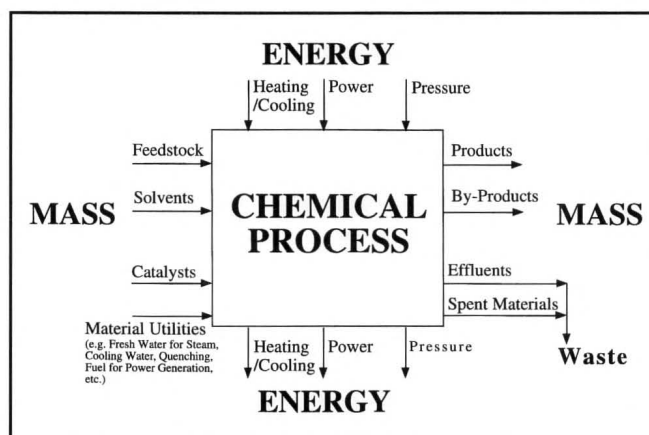 ENERGY
Heating
/Cooling
Power
Pressure
Feedstock
Solvents
MASS
Catalysts
Material Utilities
(e.g. Fresh Water for Steam,
Cooling Water, Quenching,
Fuel for Power Generation,
etc.)
CHEMICAL
PROCESS
Products
By-Products
MASS
Effluents
Spent Materials
Waste
Heating
/Cooling
Power
Pressure
ENERGY